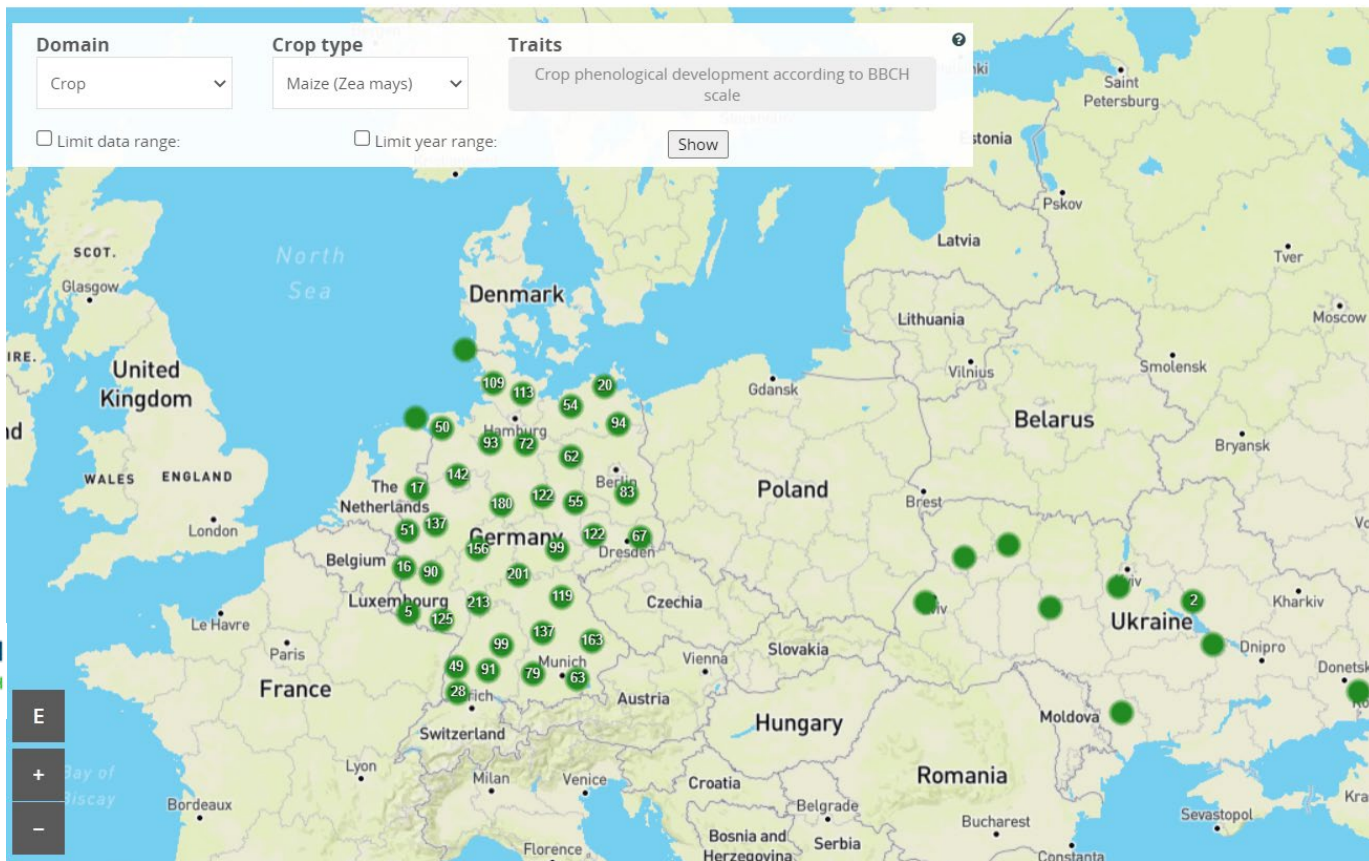 Domain
Crop type
Traits
Crop
Maize (Zea mays)
Crop phenological development according to BBCH
scale
Limit data range:
Limit year range:
Show
Saint
Petersburg
Estonia
Pskov
SCOT.
North
Sea
Latvia
Tver
Glasgow
Denmark
Moscow
Lithuania
United
Kingdom
Vilnius
Smolensk
109
113
20
Gdansk
54
Belarus
50
Hamburg
94
93
72
Bryansk
62
WALES
ENGLAND
142
Berlin
The
Netherlands
17
83
Poland
122
55
180
Brest
London
51
137
Germany
122
67
156
99
Dresden
Belgium
16
90
201
Luxembourg
213
119
Czechia
2
Kharkiv
5
125
Ukraine
Le Havre
137
163
99
Dnipro
Paris
Slovakia
49
91
79
Munich
63
Vienna
Donetsk
France
28
Austria
E
Hungary
Moldova
Switzerland
+
Bay of
Biscay
Lyon
Milan
Venice
Croatia
Romania
Bordeaux
Belgrade
Sevastopol
−
Bosnia and
Herzegovina
Serbia
Bucharest
Florence
Constanta